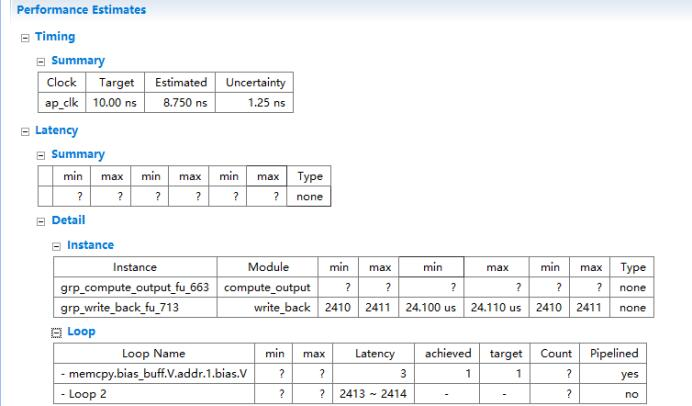 Performance Estimates
Timing
Summary
Clock Target Estimated Uncertainty
ap_clk 10.00 ns 8.750 ns 1.25 ns
Latency
Summary
min max min max min max Type
? ? ? ? ? ? none
Detail
Instance
Instance Module min max min max min max Type
grp_compute_output_fu_663 compute_output ? ? ? ? ? ? none
grp_write_back_fu_713 write_back 2410 2411 24.100 us 24.110 us 2410 2411 none
Loop
Loop Name min max Latency achieved target Count Pipelined
- memcpy.bias_buff.V.addr.1.bias.V ? ? 3 1 1 ? yes
- Loop 2 ? ? 2413 ~ 2414 - - ? no